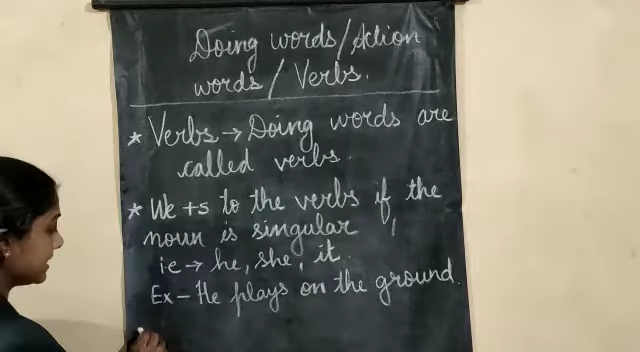 Doing words/Action
words/Verbs.
* Verbs → Doing words are
called verbs.
* We +s to the verbs if the
noun is singular,
ie → he, she, it.
Ex - He plays on the ground.